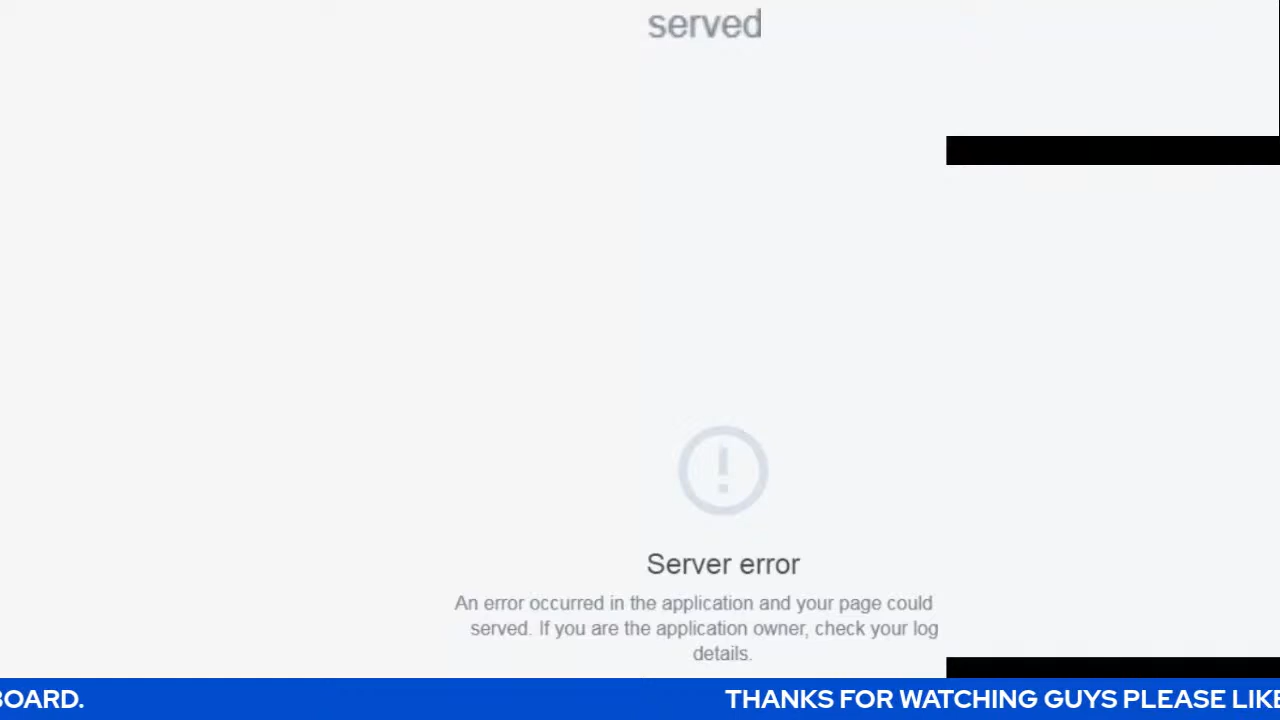 served
Server error
An error occurred in the application and your page could
served. If you are the application owner, check your log
details.
BOARD.
THANKS FOR WATCHING GUYS PLEASE LIKE